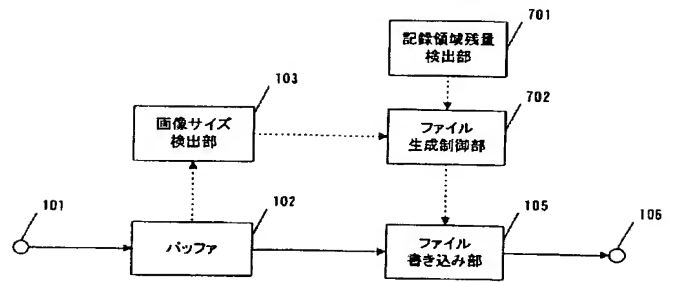 701
記録領域残量
検出部
103
702
画像サイズ
検出部
ファイル
生成制御部
101
102
105
106
バッファ
ファイル
書き込み部